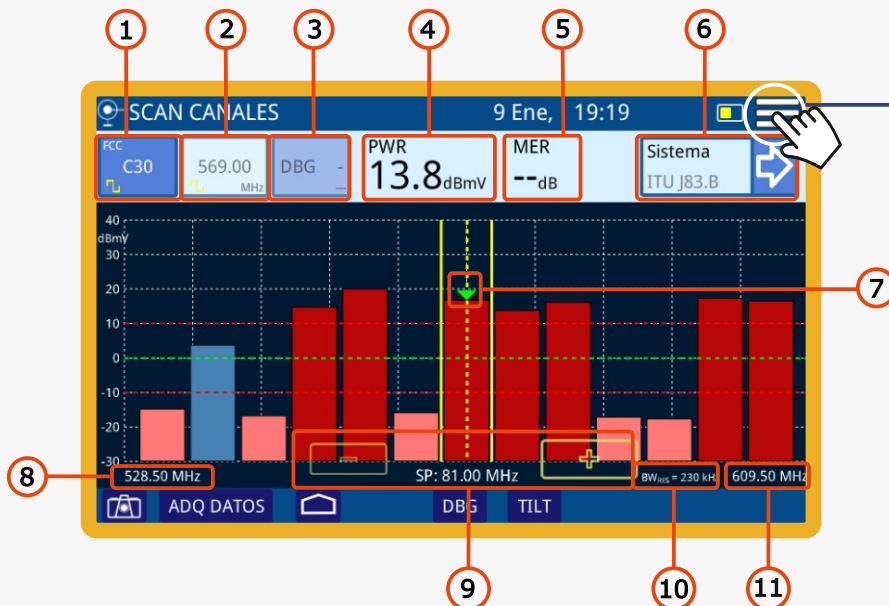 1 2 3 4 5 6
SCAN CANALES 9 Ene, 19:19
FCC
C30
569.00
MHz
DBG -
--
PWR
13.8dBmV
MER
--dB
Sistema
ITU J83.B
40
dBmV
30
20
10
0
-10
-20
-30
7
8
528.50 MHz
-
SP: 81.00 MHz
+
BWRES = 230 kHz
609.50 MHz
ADQ DATOS DBG TILT
9 10 11